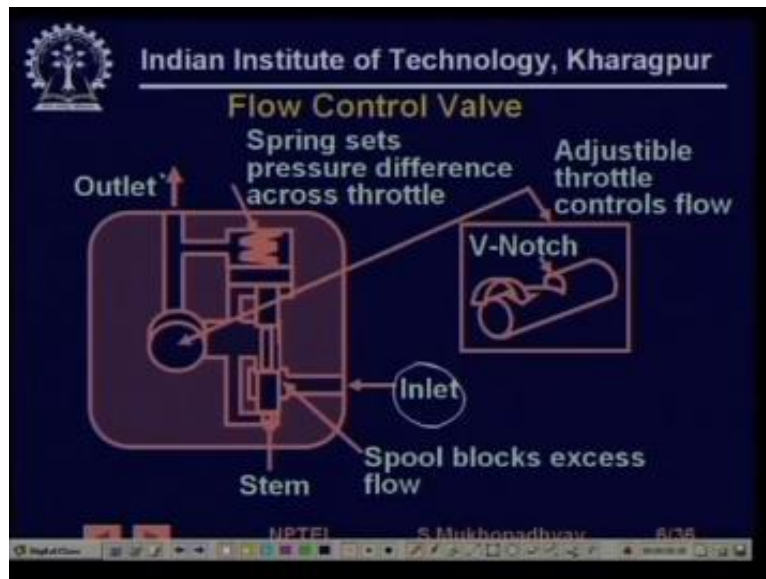 Indian Institute of Technology, Kharagpur
Flow Control Valve
Spring sets
pressure difference
across throttle
Adjustible
throttle
controls flow
Outlet
V-Notch
Inlet
Spool blocks excess
flow
Stem
NPTEL
S.Mukhopadhyay
6/36